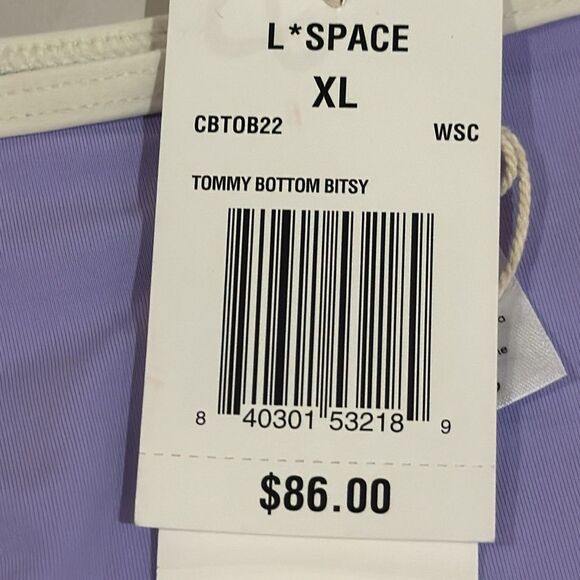 L*SPACE
XL
CBTOB22 WSC
TOMMY BOTTOM BITSY
8 40301 53218 9
$86.00